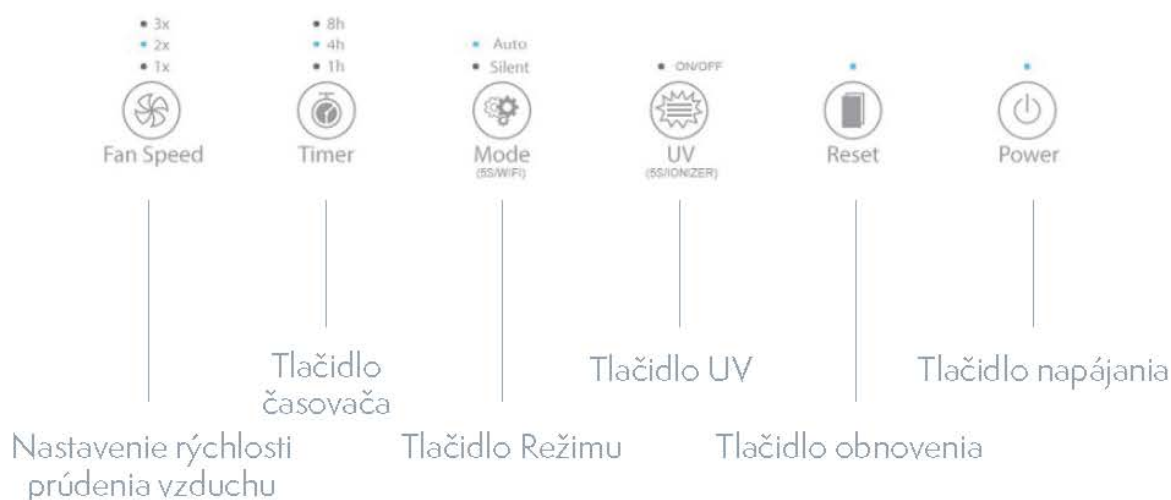 3x
2x
1x
Fan Speed
8h
4h
1h
Timer
Auto
Silent
Mode
(5S/WIFI)
ON/OFF
UV
(5S/IONIZER)
Reset
Power
Tlačidlo
časovača
Tlačidlo UV
Tlačidlo napájania
Nastavenie rýchlosti
prúdenia vzduchu
Tlačidlo Režimu
Tlačidlo obnovenia